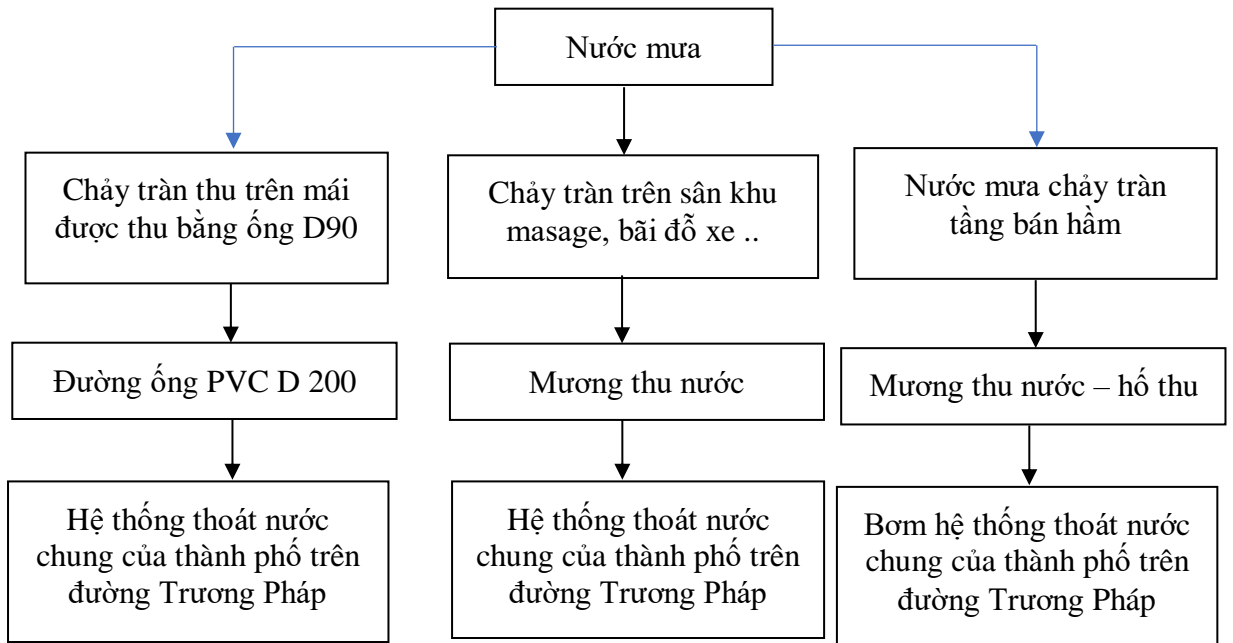 Nước mưa
Chảy tràn thu trên mái
được thu bằng ống D90
Chảy tràn trên sân khu
masage, bãi đỗ xe ..
Nước mưa chảy tràn
tầng bán hầm
Đường ống PVC D 200
Mương thu nước
Mương thu nước – hố thu
Hệ thống thoát nước
chung của thành phố trên
đường Trương Pháp
Hệ thống thoát nước
chung của thành phố trên
đường Trương Pháp
Bơm hệ thống thoát nước
chung của thành phố trên
đường Trương Pháp